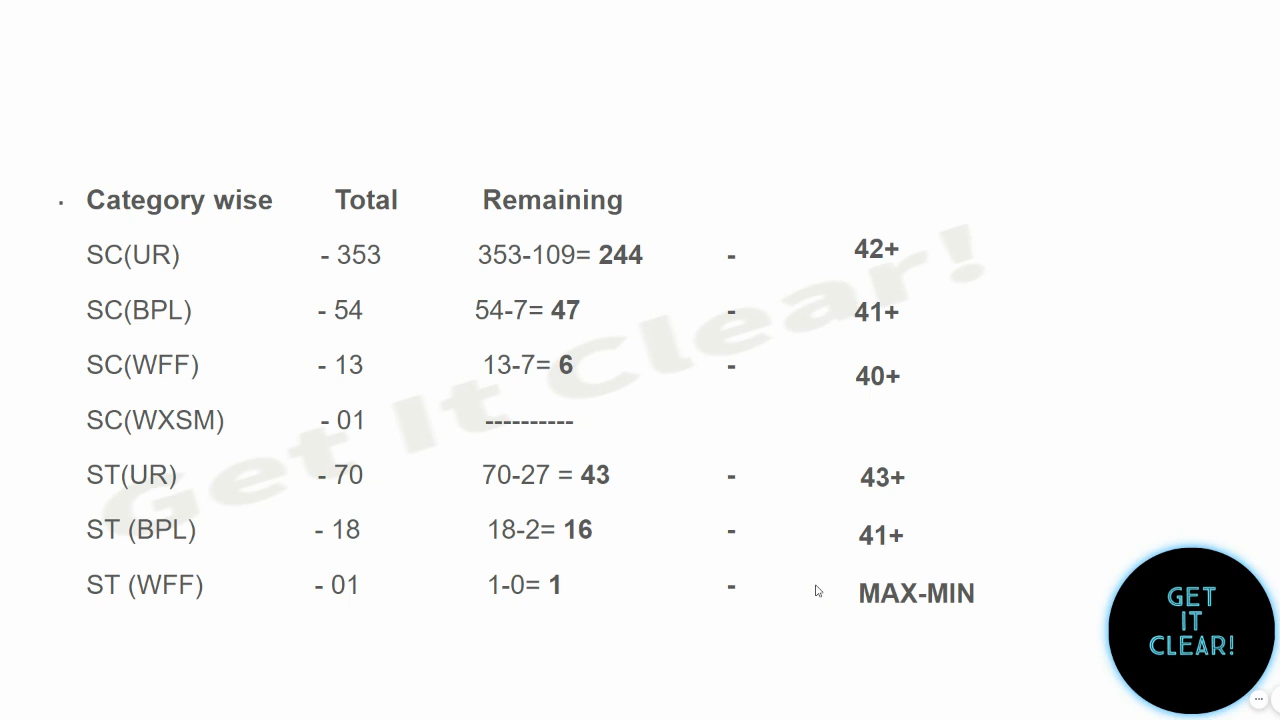 . Category wise Total Remaining
SC(UR) - 353 353-109= 244 - 42+
SC(BPL) - 54 54-7= 47 - 41+
SC(WFF) - 13 13-7= 6 - 40+
SC(WXSM) - 01 ----------
ST(UR) - 70 70-27 = 43 - 43+
ST (BPL) - 18 18-2= 16 - 41+
ST (WFF) - 01 1-0= 1 - MAX-MIN
Get It Clear!
GET
IT
CLEAR!